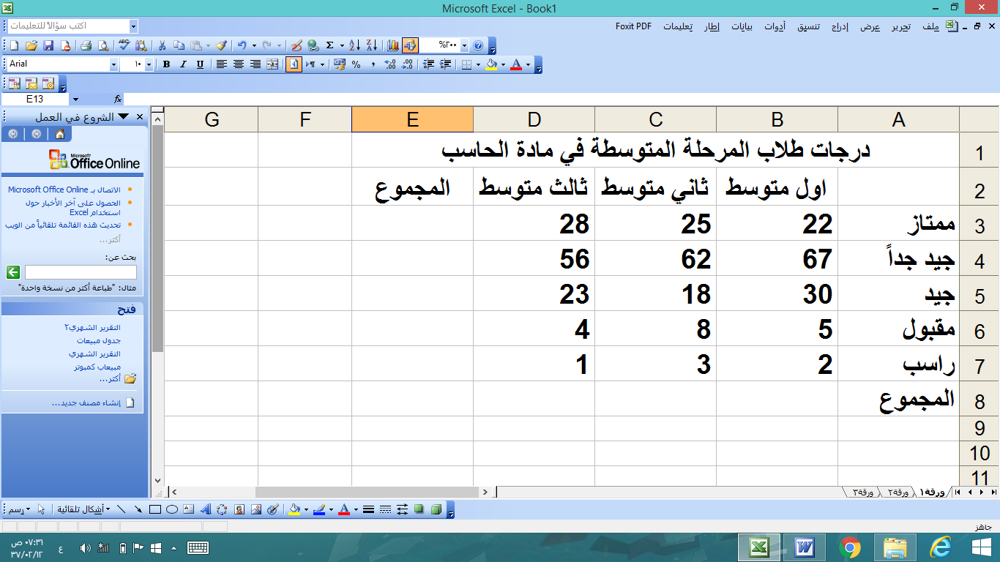 Microsoft Excel - Book1
ملف تحرير عرض إدراج تنسيق أدوات بيانات إطار تعليمات Foxit PDF
اكتب سؤالاً للتعليمات
%٢٠٠
Arial ١٠ B I U
E13 fx
الشروع في العمل
Microsoft Office Online
الاتصال بـ Microsoft Office Online
الحصول على آخر الأخبار حول استخدام Excel
تحديث هذه القائمة تلقائياً من الويب
أكثر...
بحث عن:
مثال: "طباعة أكثر من نسخة واحدة"
فتح
التقرير الشهري٢
جدول مبيعات
التقرير الشهري
مبيعاب كمبوتر
أكثر...
إنشاء مصنف جديد...
A B C D E F G
1 درجات طلاب المرحلة المتوسطة في مادة الحاسب
2 اول متوسط ثاني متوسط ثالث متوسط المجموع
3 ممتاز 22 25 28
4 جيد جداً 67 62 56
5 جيد 30 18 23
6 مقبول 5 8 4
7 راسب 2 3 1
8 المجموع
9
10
11
ورقة١ ورقة٢ ورقة٣
رسم أشكال تلقائية
جاهز
ع
٠٧:٣١ ص
٣٧/٠٢/١٢